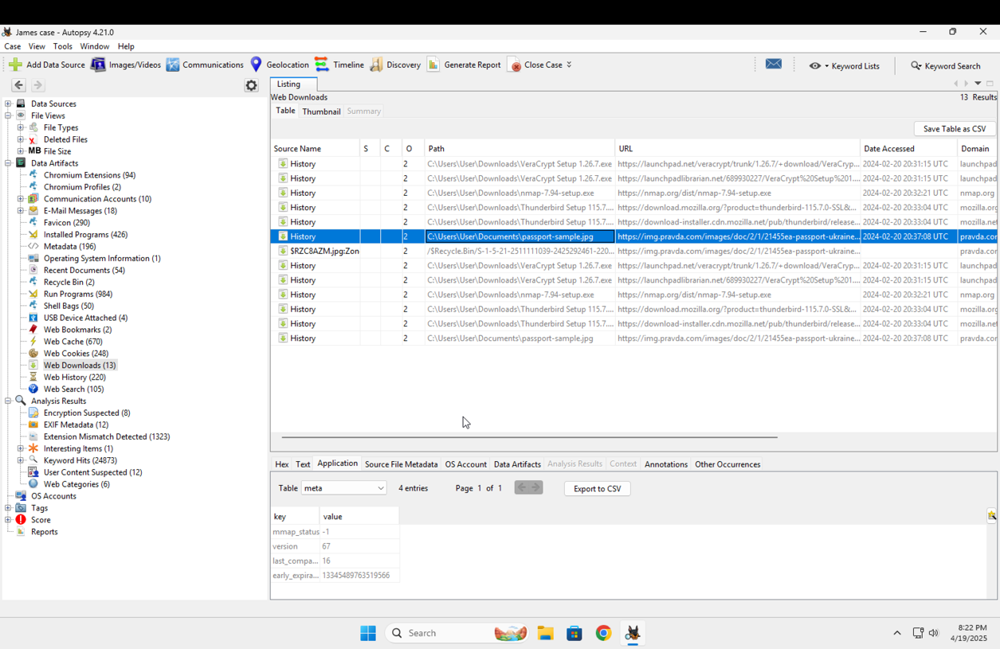 James case - Autopsy 4.21.0
Case View Tools Window Help
Add Data Source Images/Videos Communications Geolocation Timeline Discovery Generate Report Close Case Keyword Lists Keyword Search
Listing
Web Downloads 13 Results
Table Thumbnail Summary
Save Table as CSV
Data Sources
File Views
File Types
Deleted Files
MB File Size
Data Artifacts
Chromium Extensions (94)
Chromium Profiles (2)
Communication Accounts (10)
E-Mail Messages (18)
Favicon (290)
Installed Programs (426)
Metadata (196)
Operating System Information (1)
Recent Documents (54)
Recycle Bin (2)
Run Programs (984)
Shell Bags (50)
USB Device Attached (4)
Web Bookmarks (2)
Web Cache (670)
Web Cookies (248)
Web Downloads (13)
Web History (220)
Web Search (105)
Analysis Results
Encryption Suspected (8)
EXIF Metadata (12)
Extension Mismatch Detected (1323)
Interesting Items (1)
Keyword Hits (24873)
User Content Suspected (12)
Web Categories (6)
OS Accounts
Tags
Score
Reports
Source Name S C O Path URL Date Accessed Domain
History 2 C:\Users\User\Downloads\VeraCrypt Setup 1.26.7.exe https://launchpad.net/veracrypt/trunk/1.26.7/+download/VeraCryp... 2024-02-20 20:31:15 UTC launchpad
History 2 C:\Users\User\Downloads\VeraCrypt Setup 1.26.7.exe https://launchpadlibrarian.net/689930227/VeraCrypt%20Setup%201.... 2024-02-20 20:31:15 UTC launchpad
History 2 C:\Users\User\Downloads\nmap-7.94-setup.exe https://nmap.org/dist/nmap-7.94-setup.exe 2024-02-20 20:32:21 UTC nmap.org
History 2 C:\Users\User\Downloads\Thunderbird Setup 115.7.... https://download.mozilla.org/?product=thunderbird-115.7.0-SSL&... 2024-02-20 20:33:04 UTC mozilla.org
History 2 C:\Users\User\Downloads\Thunderbird Setup 115.7.... https://download-installer.cdn.mozilla.net/pub/thunderbird/release... 2024-02-20 20:33:04 UTC mozilla.net
History 2 C:\Users\User\Documents\passport-sample.jpg https://img.pravda.com/images/doc/2/1/21455ea-passport-ukraine... 2024-02-20 20:37:08 UTC pravda.cor
$RZC8AZM.jpg:Zon 2 /$Recycle.Bin/S-1-5-21-2511111039-2425292461-220... https://img.pravda.com/images/doc/2/1/21455ea-passport-ukraine... pravda.cor
History 2 C:\Users\User\Downloads\VeraCrypt Setup 1.26.7.exe https://launchpad.net/veracrypt/trunk/1.26.7/+download/VeraCryp... 2024-02-20 20:31:15 UTC launchpad
History 2 C:\Users\User\Downloads\VeraCrypt Setup 1.26.7.exe https://launchpadlibrarian.net/689930227/VeraCrypt%20Setup%201.... 2024-02-20 20:31:15 UTC launchpad
History 2 C:\Users\User\Downloads\nmap-7.94-setup.exe https://nmap.org/dist/nmap-7.94-setup.exe 2024-02-20 20:32:21 UTC nmap.org
History 2 C:\Users\User\Downloads\Thunderbird Setup 115.7.... https://download.mozilla.org/?product=thunderbird-115.7.0-SSL&... 2024-02-20 20:33:04 UTC mozilla.org
History 2 C:\Users\User\Downloads\Thunderbird Setup 115.7.... https://download-installer.cdn.mozilla.net/pub/thunderbird/release... 2024-02-20 20:33:04 UTC mozilla.net
History 2 C:\Users\User\Documents\passport-sample.jpg https://img.pravda.com/images/doc/2/1/21455ea-passport-ukraine... 2024-02-20 20:37:08 UTC pravda.cor
Hex Text Application Source File Metadata OS Account Data Artifacts Analysis Results Context Annotations Other Occurrences
Table meta 4 entries Page 1 of 1 Export to CSV
key value
mmap_status -1
version 67
last_compa... 16
early_expira... 13345489763519566
Search
8:22 PM
4/19/2025